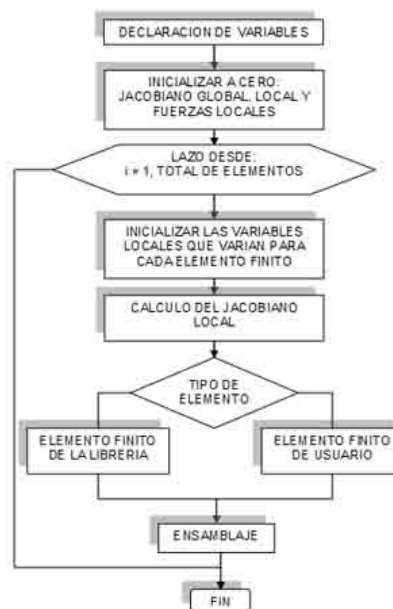 DECLARACION DE VARIABLES
INICIALIZAR A CERO:
JACOBIANO GLOBAL, LOCAL Y
FUERZAS LOCALES
LAZO DESDE:
i = 1, TOTAL DE ELEMENTOS
INICIALIZAR LAS VARIABLES
LOCALES QUE VARIAN PARA
CADA ELEMENTO FINITO
CALCULO DEL JACOBIANO
LOCAL
TIPO DE
ELEMENTO
ELEMENTO FINITO
DE LA LIBRERIA
ELEMENTO FINITO
DE USUARIO
ENSAMBLAJE
FIN